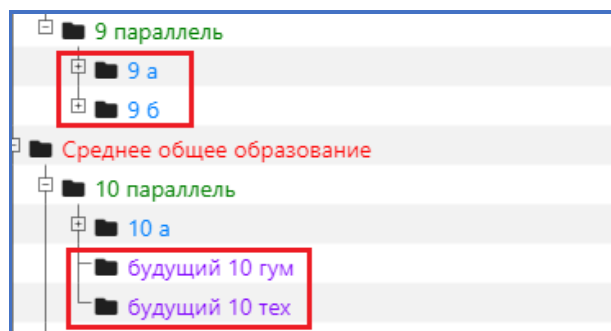 9 параллель
9 а
9 б
Среднее общее образование
10 параллель
10 а
будущий 10 гум
будущий 10 тех